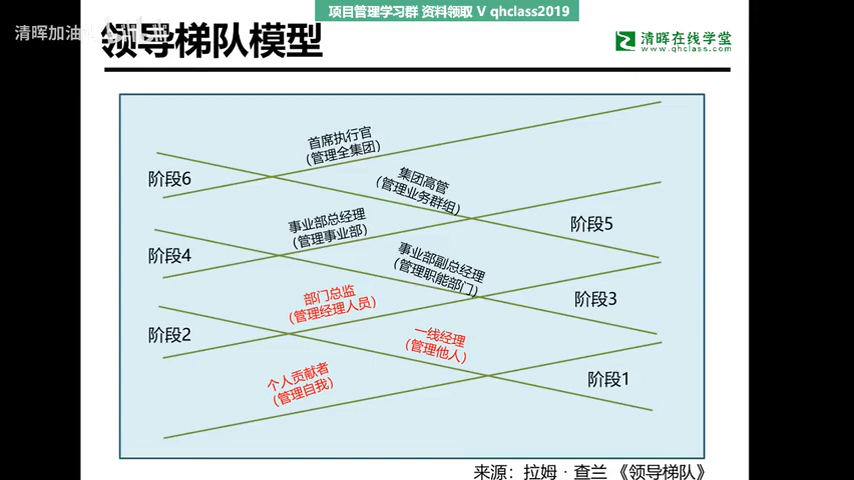 项目管理学习群 资料领取 V qhclass2019
清晖加油
领导梯队模型
清晖在线学堂
www.qhclass.com
首席执行官
（管理全集团）
阶段6
集团高管
（管理业务群组）
事业部总经理
（管理事业部）
阶段5
阶段4
事业部副总经理
（管理职能部门）
部门总监
（管理经理人员）
阶段3
阶段2
一线经理
（管理他人）
个人贡献者
（管理自我）
阶段1
来源：拉姆·查兰 《领导梯队》